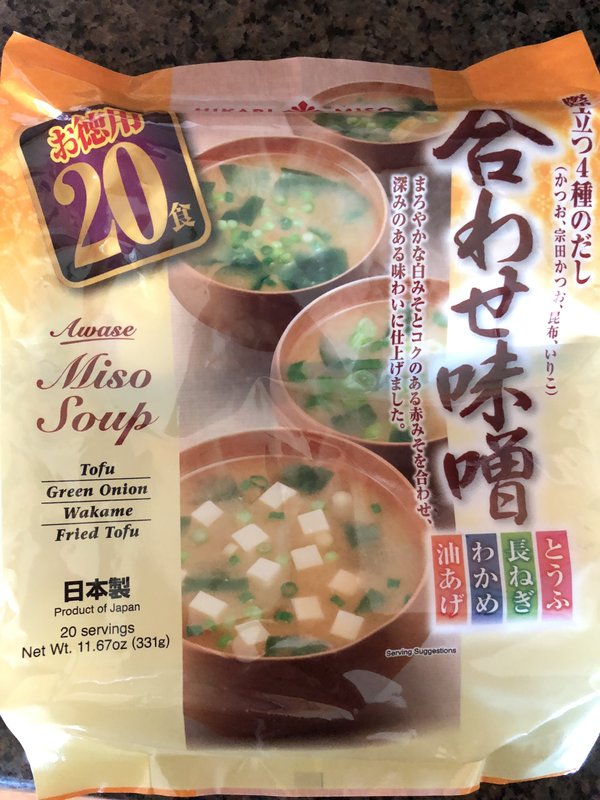 HIKARI MISO
お徳用
20食
際立つ4種のだし
(かつお、宗田かつお、昆布、いりこ)
合わせ味噌
まろやかな白みそとコクのある赤みそを合わせ、
深みのある味わいに仕上げました。
Awase
Miso
Soup
Tofu
Green Onion
Wakame
Fried Tofu
とうふ
長ねぎ
わかめ
油あげ
日本製
Product of Japan
20 servings
Net Wt. 11.67oz (331g)
Serving Suggestions